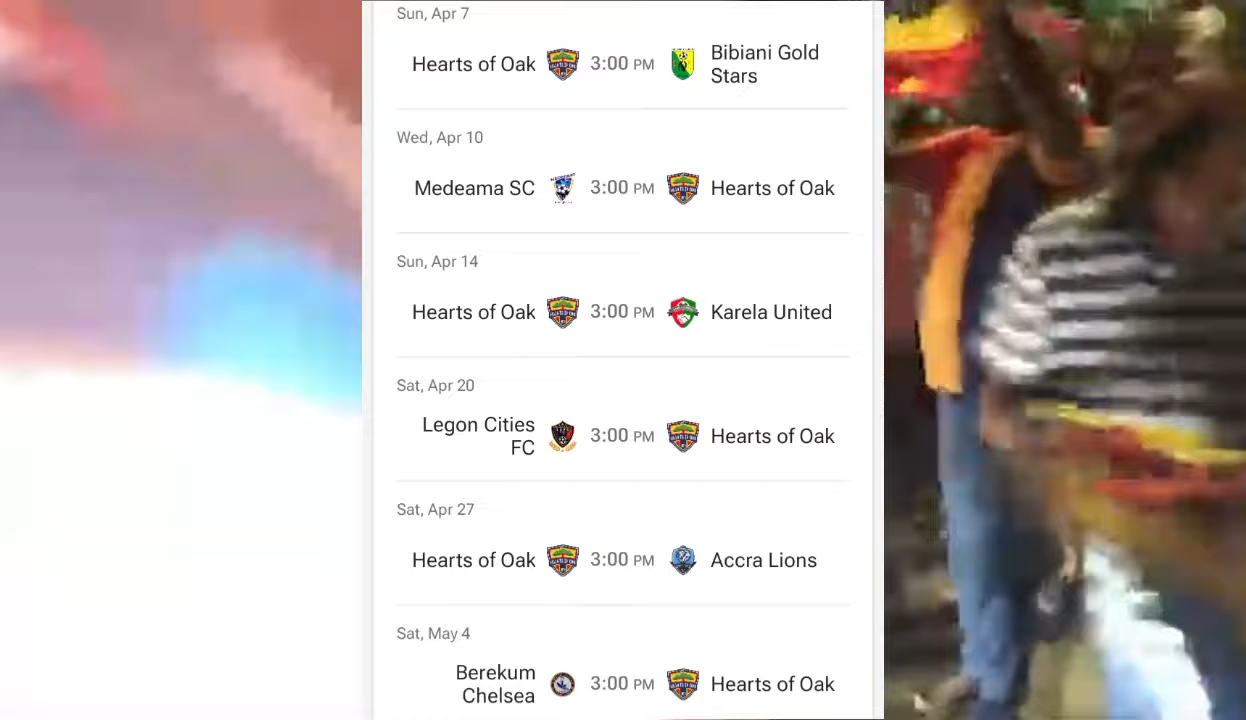 Sun, Apr 7
Hearts of Oak 3:00 PM Bibiani Gold
Stars
Wed, Apr 10
Medeama SC 3:00 PM Hearts of Oak
Sun, Apr 14
Hearts of Oak 3:00 PM Karela United
Sat, Apr 20
Legon Cities
FC 3:00 PM Hearts of Oak
Sat, Apr 27
Hearts of Oak 3:00 PM Accra Lions
Sat, May 4
Berekum
Chelsea 3:00 PM Hearts of Oak